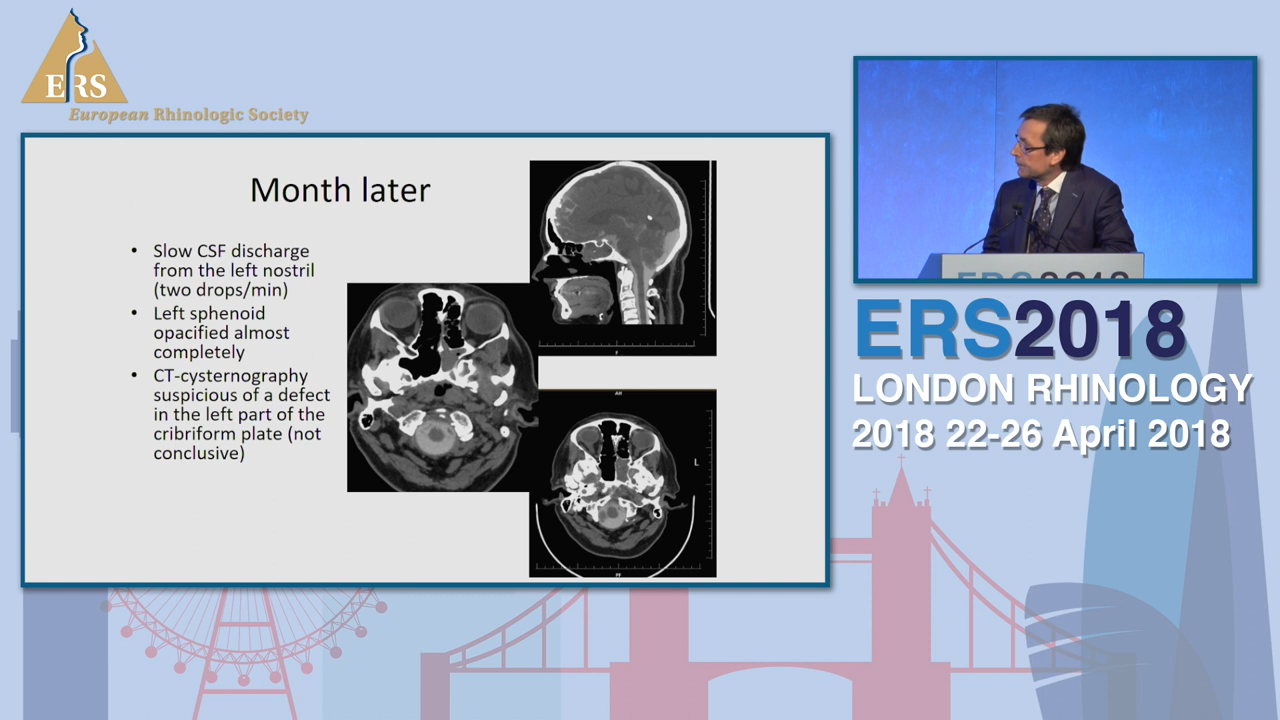 ERS
European Rhinologic Society
Month later
• Slow CSF discharge
from the left nostril
(two drops/min)
• Left sphenoid
opacified almost
completely
• CT-cysternography
suspicious of a defect
in the left part of the
cribriform plate (not
conclusive)
L
ERS2018
ERS2018
LONDON RHINOLOGY
2018 22-26 April 2018